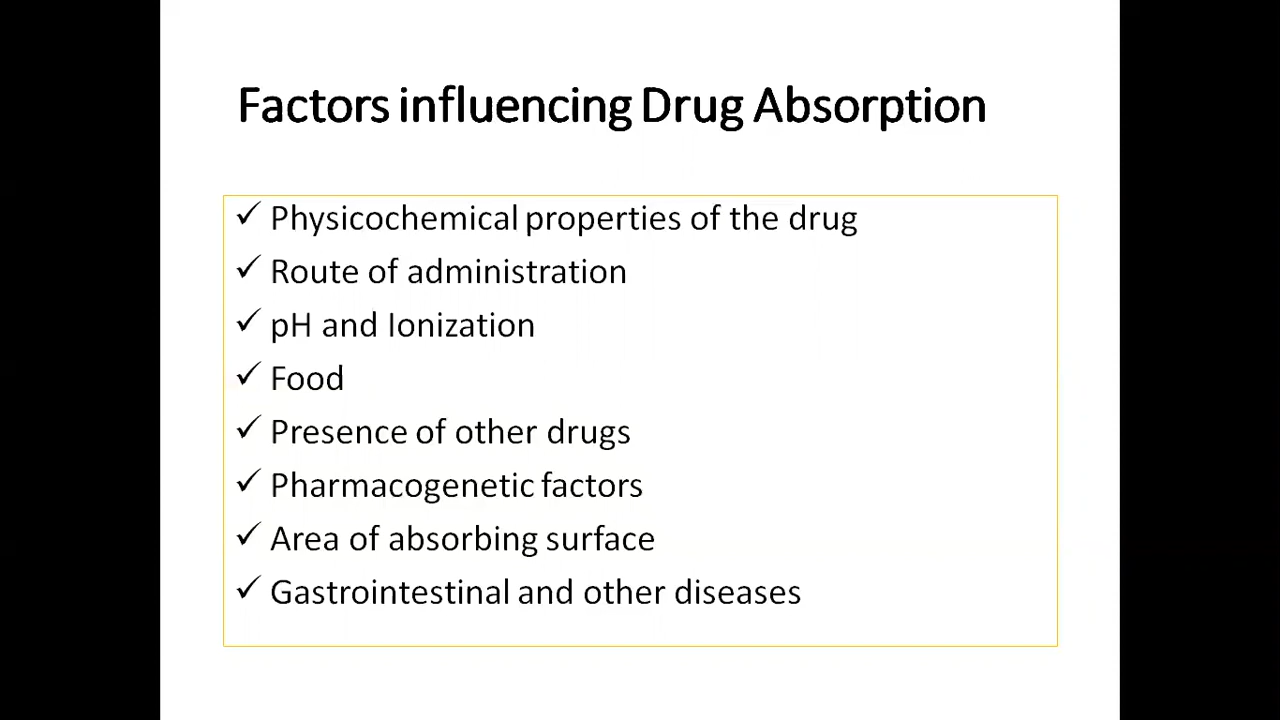 Factors influencing Drug Absorption
✓ Physicochemical properties of the drug
✓ Route of administration
✓ pH and Ionization
✓ Food
✓ Presence of other drugs
✓ Pharmacogenetic factors
✓ Area of absorbing surface
✓ Gastrointestinal and other diseases